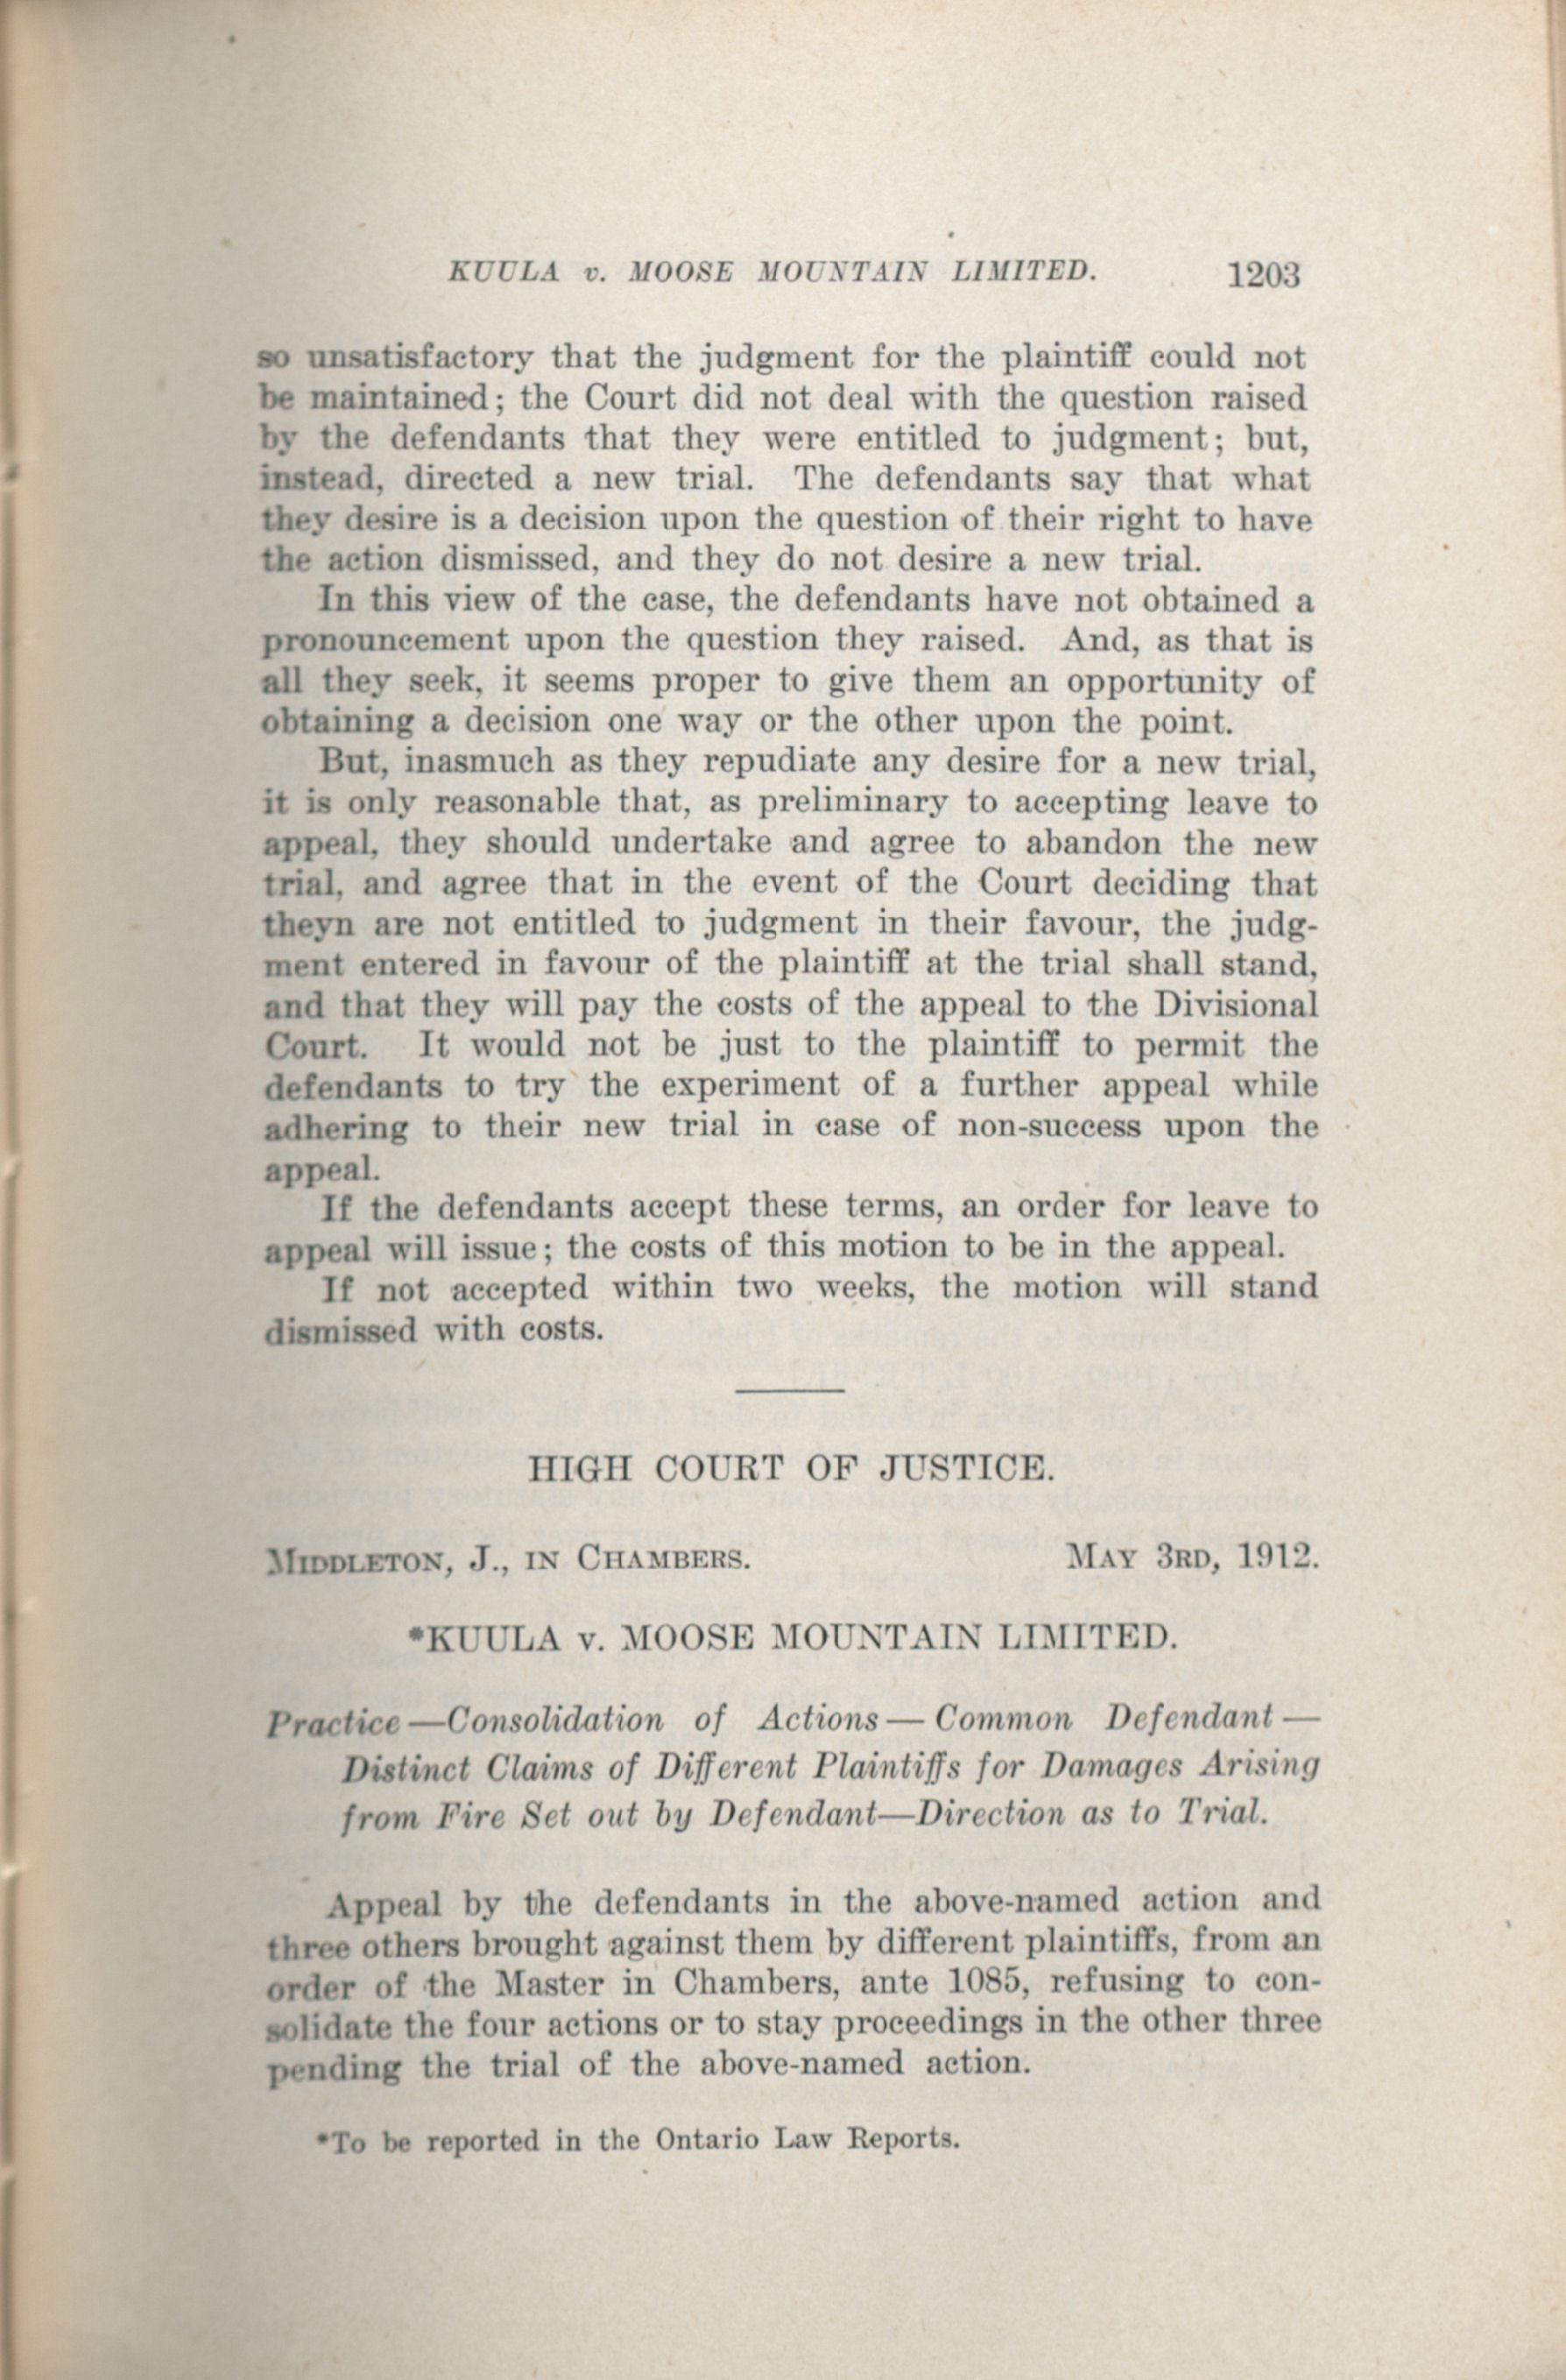 KUULA v. MOOSE MOUNTAIN LIMITED. 1203
so unsatisfactory that the judgment for the plaintiff could not
be maintained; the Court did not deal with the question raised
by the defendants that they were entitled to judgment; but,
instead, directed a new trial. The defendants say that what
they desire is a decision upon the question of their right to have
the action dismissed, and they do not desire a new trial.
In this view of the case, the defendants have not obtained a
pronouncement upon the question they raised. And, as that is
all they seek, it seems proper to give them an opportunity of
obtaining a decision one way or the other upon the point.
But, inasmuch as they repudiate any desire for a new trial,
it is only reasonable that, as preliminary to accepting leave to
appeal, they should undertake and agree to abandon the new
trial, and agree that in the event of the Court deciding that
theyn are not entitled to judgment in their favour, the judg-
ment entered in favour of the plaintiff at the trial shall stand,
and that they will pay the costs of the appeal to the Divisional
Court. It would not be just to the plaintiff to permit the
defendants to try the experiment of a further appeal while
adhering to their new trial in case of non-success upon the
appeal.
If the defendants accept these terms, an order for leave to
appeal will issue; the costs of this motion to be in the appeal.
If not accepted within two weeks, the motion will stand
dismissed with costs.
HIGH COURT OF JUSTICE.
MIDDLETON, J., IN CHAMBERS. MAY 3RD, 1912.
*KUULA v. MOOSE MOUNTAIN LIMITED.
Practice—Consolidation of Actions—Common Defendant—
Distinct Claims of Different Plaintiffs for Damages Arising
from Fire Set out by Defendant—Direction as to Trial.
Appeal by the defendants in the above-named action and
three others brought against them by different plaintiffs, from an
order of the Master in Chambers, ante 1085, refusing to con-
solidate the four actions or to stay proceedings in the other three
pending the trial of the above-named action.
*To be reported in the Ontario Law Reports.